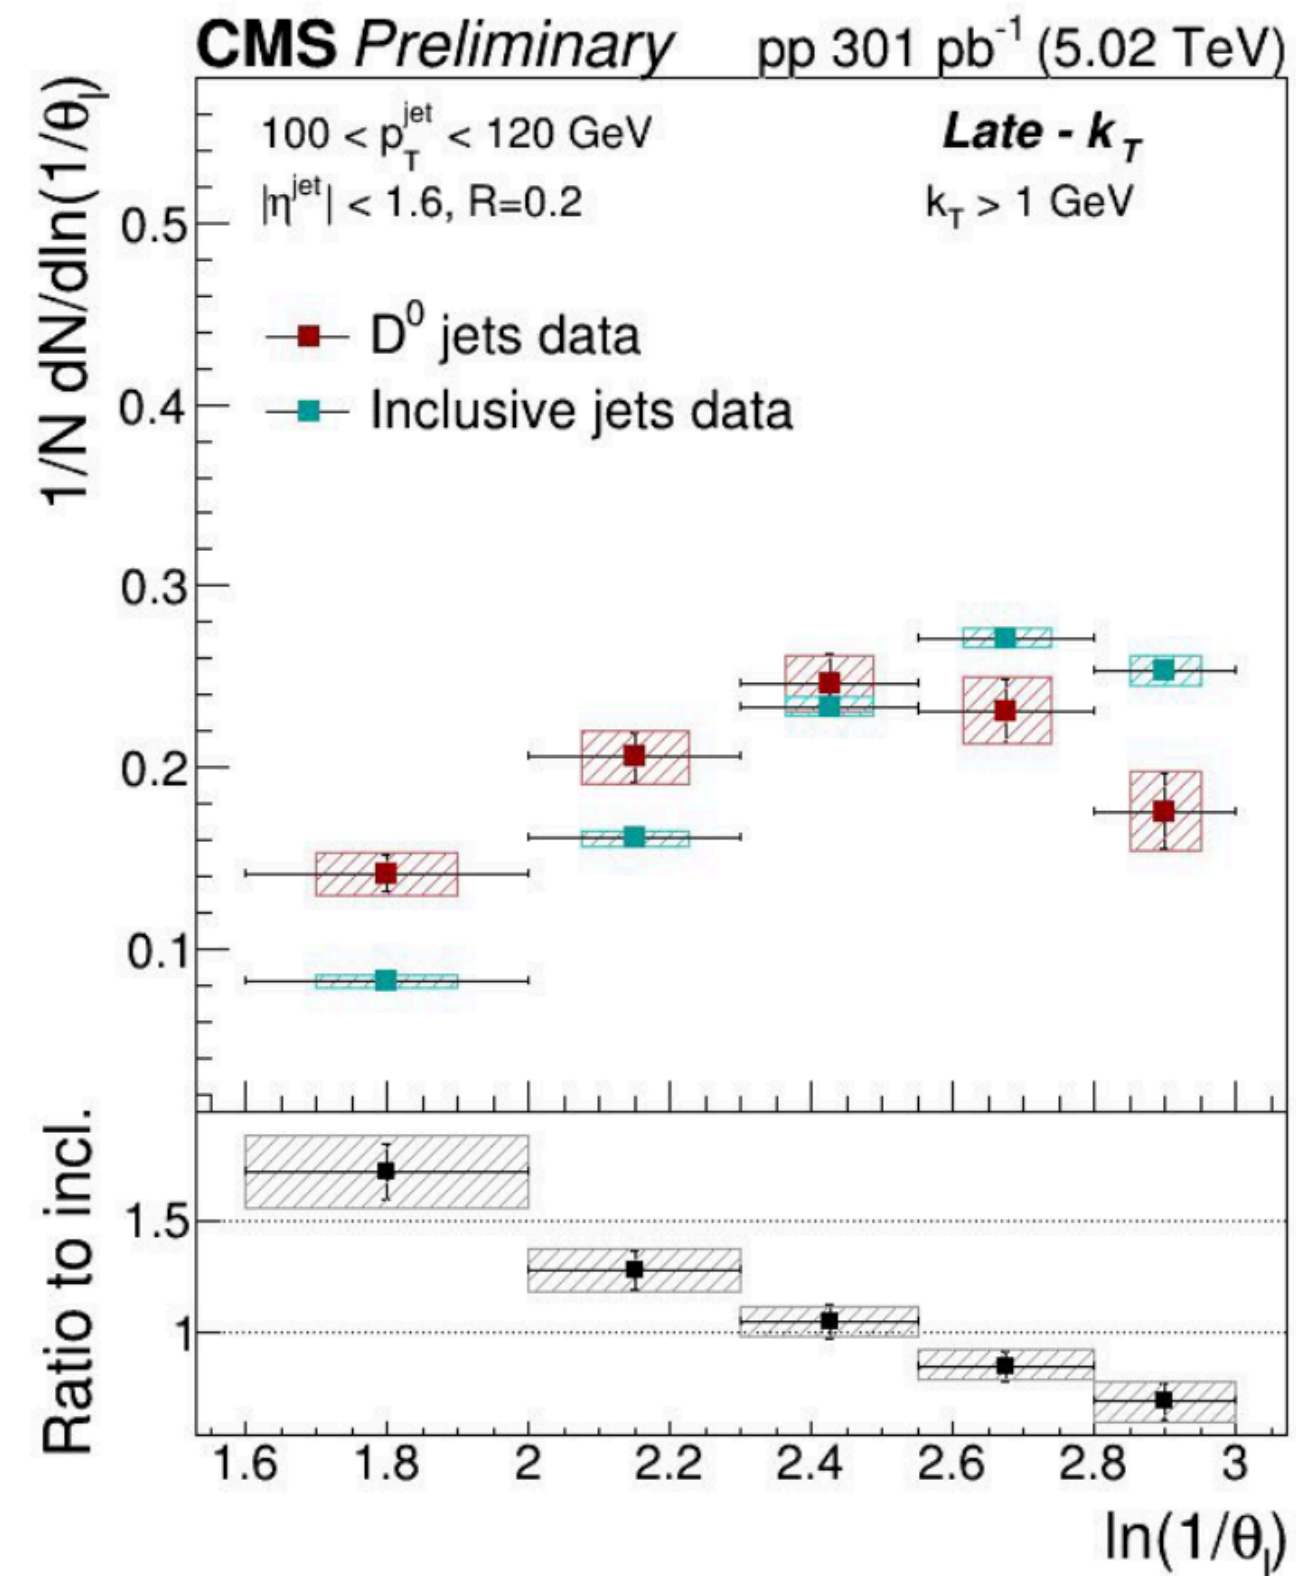 CMS Preliminary pp 301 pb⁻¹ (5.02 TeV)
1/N dN/dln(1/θ_l)
100 < p_T^jet < 120 GeV
|η^jet| < 1.6, R=0.2
Late - k_T
k_T > 1 GeV
D⁰ jets data
Inclusive jets data
0.5
0.4
0.3
0.2
0.1
Ratio to incl.
1.5
1
1.6 1.8 2 2.2 2.4 2.6 2.8 3
ln(1/θ_l)